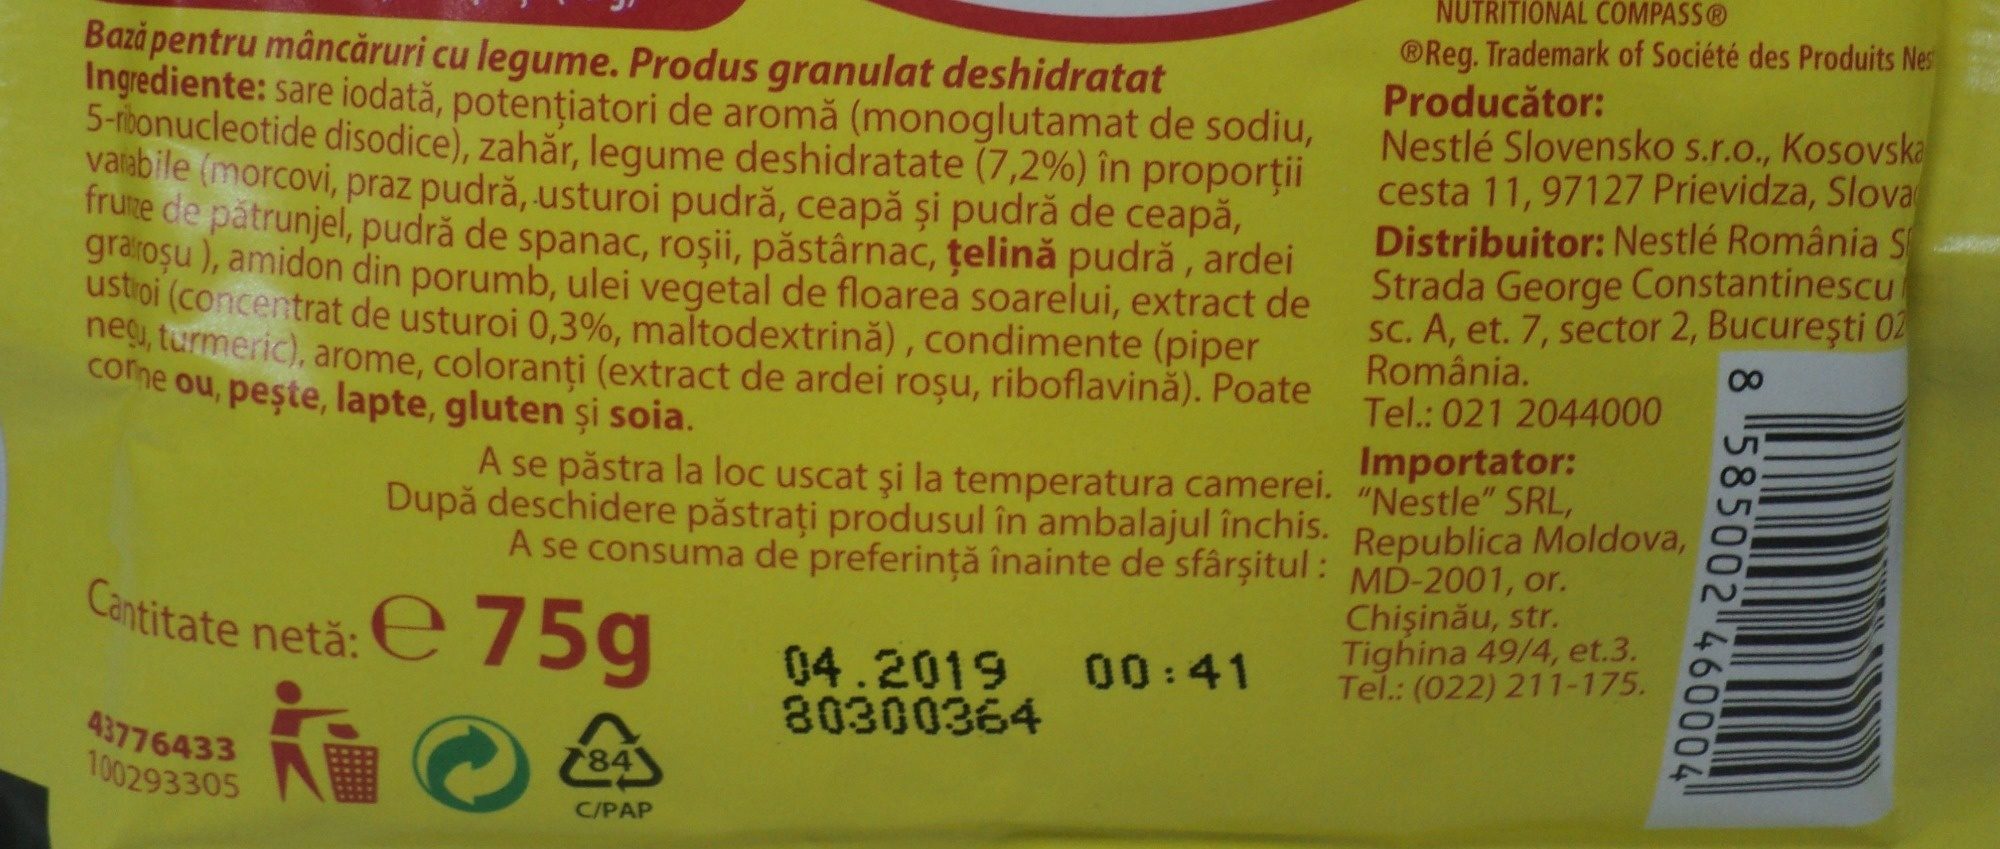 Bază pentru mâncăruri cu legume. Produs granulat deshidratat
Ingrediente: sare iodată, potențiatori de aromă (monoglutamat de sodiu,
5-ribonucleotide disodice), zahăr, legume deshidratate (7,2%) în proporții
variabile (morcovi, praz pudră, usturoi pudră, ceapă și pudră de ceapă,
frunze de pătrunjel, pudră de spanac, roșii, păstârnac, țelină pudră , ardei
gras roșu ), amidon din porumb, ulei vegetal de floarea soarelui, extract de
usturoi (concentrat de usturoi 0,3%, maltodextrină) , condimente (piper
negru, turmeric), arome, coloranți (extract de ardei roșu, riboflavină). Poate
conține ou, pește, lapte, gluten și soia.
A se păstra la loc uscat și la temperatura camerei.
După deschidere păstrați produsul în ambalajul închis.
A se consuma de preferință înainte de sfârșitul :
Cantitate netă: e 75g
04.2019 00:41
80300364
43776433
100293305
84
C/PAP
NUTRITIONAL COMPASS®
®Reg. Trademark of Société des Produits
Producător:
Nestlé Slovensko s.r.o., Kosovska
cesta 11, 97127 Prievidza,
Distribuitor: Nestlé România
Strada George Constantinescu
sc. A, et. 7, sector 2, București
România.
Tel.: 021 2044000
Importator:
"Nestle" SRL,
Republica Moldova,
MD-2001, or.
Chișinău, str.
Tighina 49/4, et.3.
Tel.: (022) 211-175.
8 585002 460004